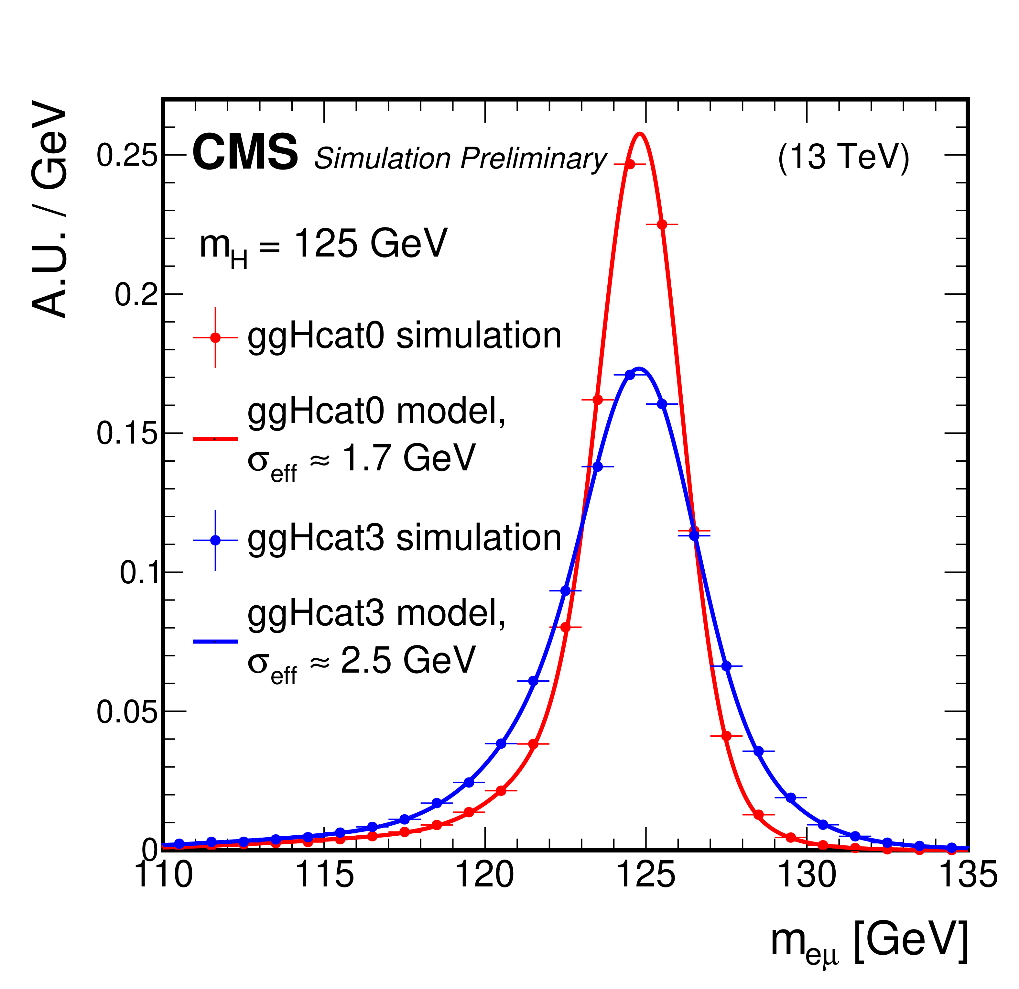 A.U. / GeV
CMS Simulation Preliminary (13 TeV)
m_H = 125 GeV
ggHcat0 simulation
ggHcat0 model,
σ_eff ≈ 1.7 GeV
ggHcat3 simulation
ggHcat3 model,
σ_eff ≈ 2.5 GeV
0.25
0.2
0.15
0.1
0.05
0
110 115 120 125 130 135
m_eμ [GeV]